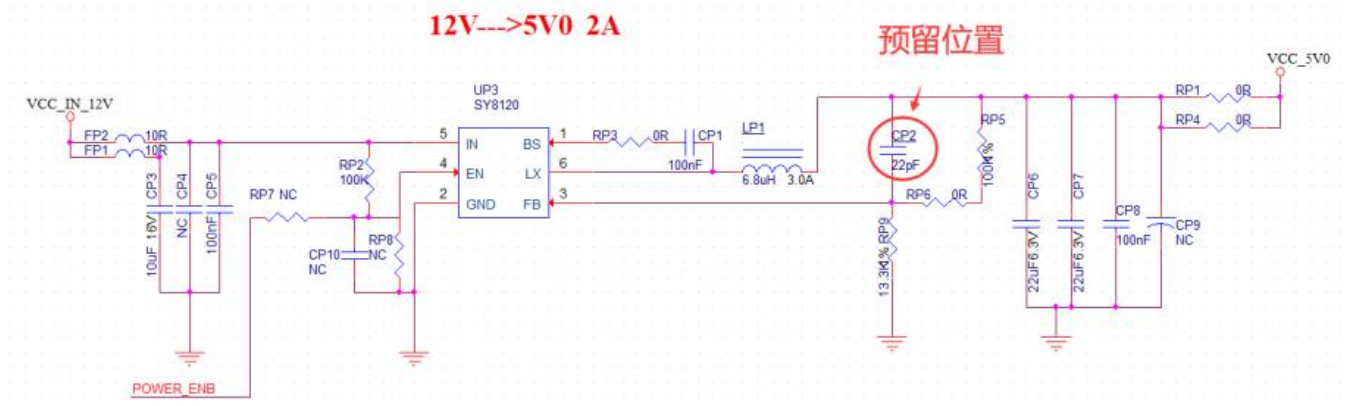 12V--->5V0 2A
预留位置
VCC_IN_12V
FP2 10R
FP1 10R
CP3
10uF 16V
CP4
NC
CP5
100nF
RP2
100K
RP7 NC
CP10
NC
RP8
NC
POWER_ENB
UP3
SY8120
5 IN BS 1
4 EN LX 6
2 GND FB 3
RP3 0R
CP1
100nF
LP1
6.8uH 3.0A
CP2
22pF
RP5
100K1%
RP6 0R
RP9
13.3K1%
CP6
22uF6.3V
CP7
22uF6.3V
CP8
100nF
CP9
NC
RP1 0R
RP4 0R
VCC_5V0